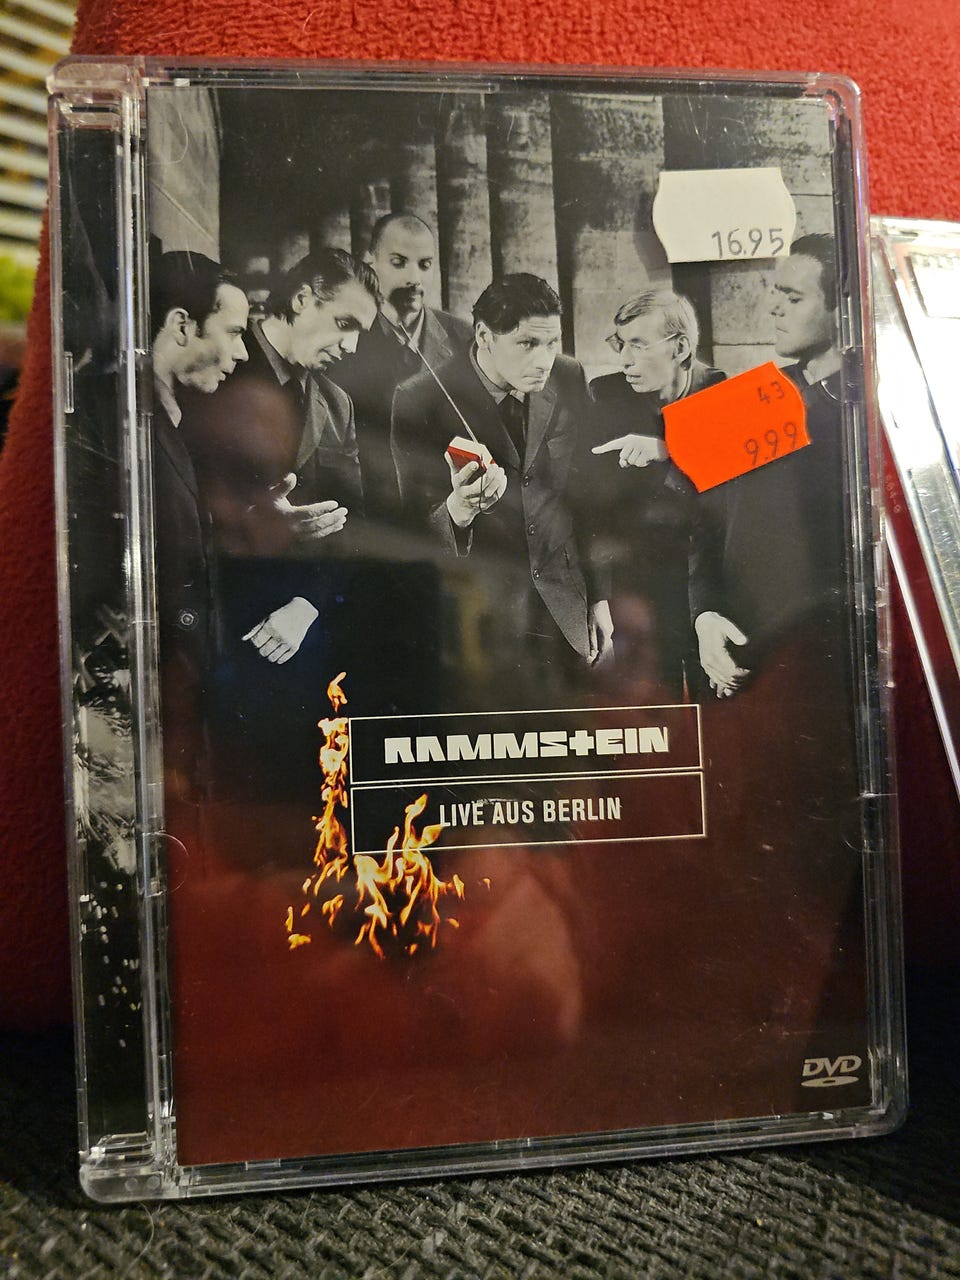 16.95
43
9.99
RAMMSTEIN
LIVE AUS BERLIN
DVD